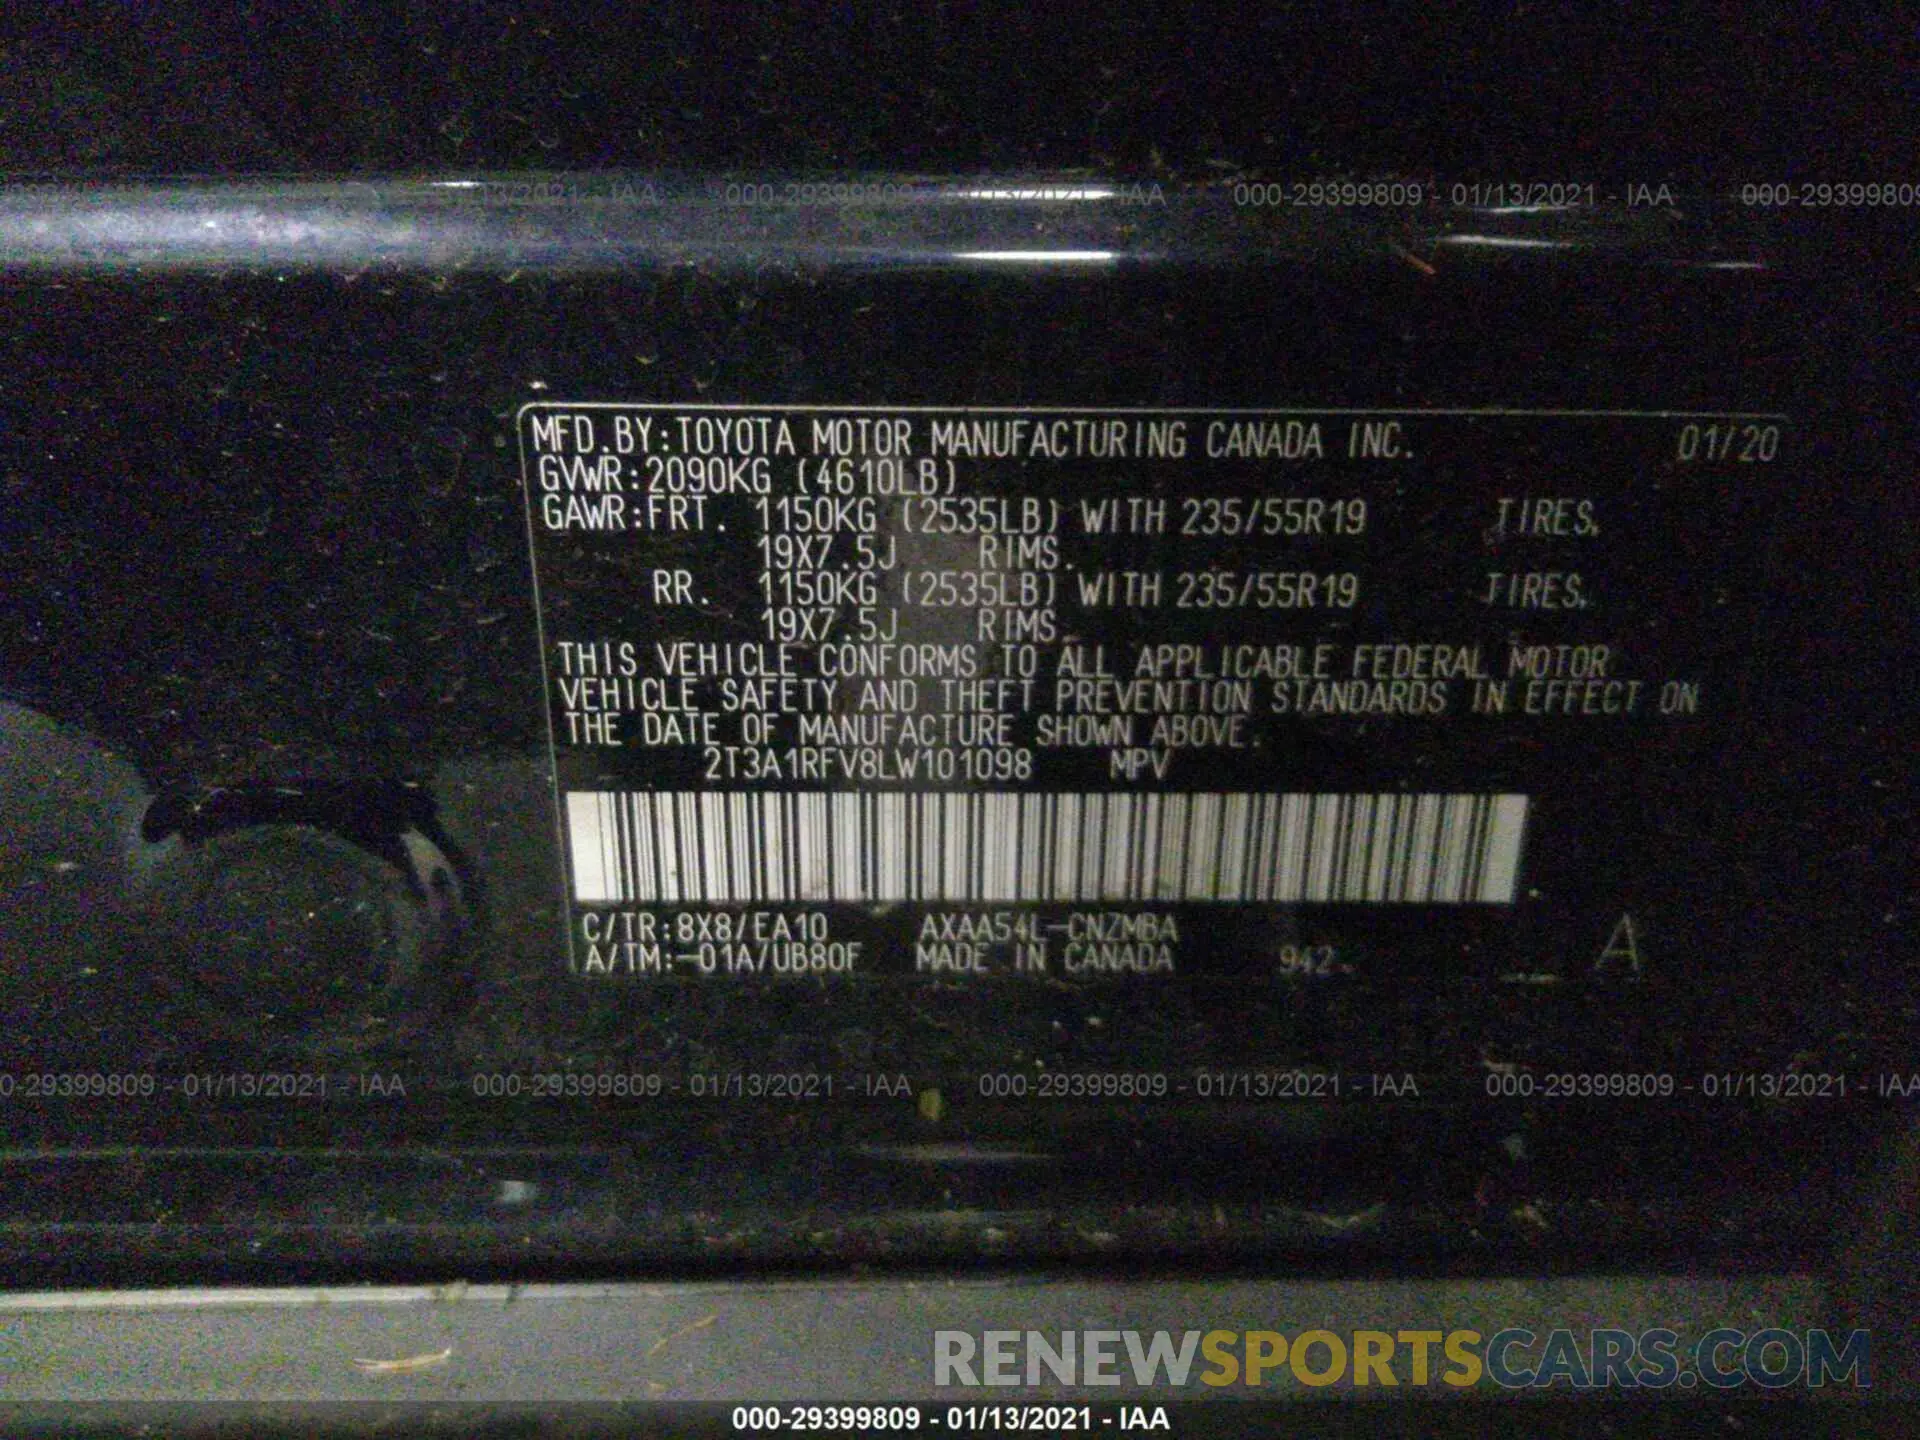 000-29399809 - 01/13/2021 - IAA 000-29399809 - 01/13/2021 - IAA 000-29399809
MFD.BY:TOYOTA MOTOR MANUFACTURING CANADA INC. 01/20
GVWR:2090KG (4610LB)
GAWR:FRT. 1150KG (2535LB) WITH 235/55R19 TIRES,
19X7.5J RIMS.
RR. 1150KG (2535LB) WITH 235/55R19 TIRES,
19X7.5J RIMS.
THIS VEHICLE CONFORMS TO ALL APPLICABLE FEDERAL MOTOR
VEHICLE SAFETY AND THEFT PREVENTION STANDARDS IN EFFECT ON
THE DATE OF MANUFACTURE SHOWN ABOVE.
2T3A1RFV8LW101098 MPV
C/TR:8X8/EA10 AXAA54L-CNZMBA A
A/TM:-01A/UB80F MADE IN CANADA 942
0-29399809 - 01/13/2021 - IAA 000-29399809 - 01/13/2021 - IAA 000-29399809 - 01/13/2021 - IAA 000-29399809 - 01/13/2021 - IAA
RENEWSPORTSCARS.COM
000-29399809 - 01/13/2021 - IAA